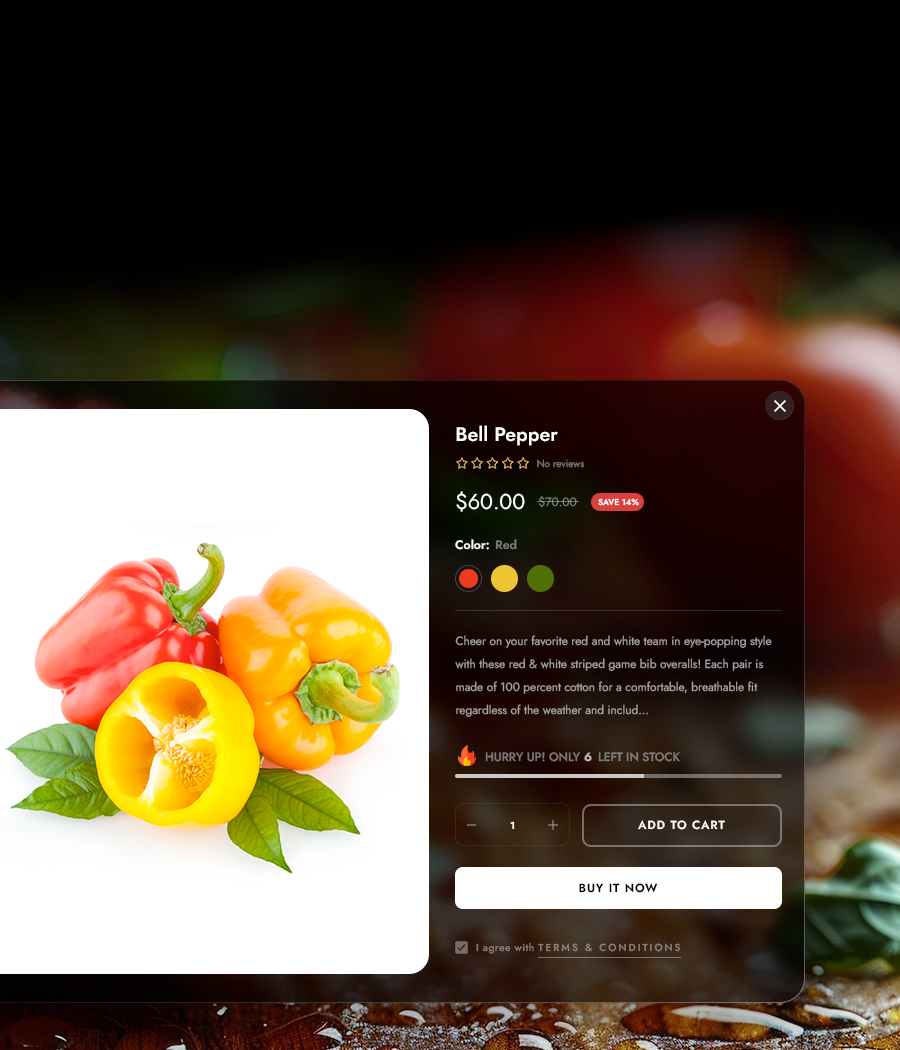 Bell Pepper
No reviews
$60.00 $70.00 SAVE 14%
Color: Red
Cheer on your favorite red and white team in eye-popping style
with these red & white striped game bib overalls! Each pair is
made of 100 percent cotton for a comfortable, breathable fit
regardless of the weather and includ...
HURRY UP! ONLY 6 LEFT IN STOCK
1
ADD TO CART
BUY IT NOW
I agree with TERMS & CONDITIONS